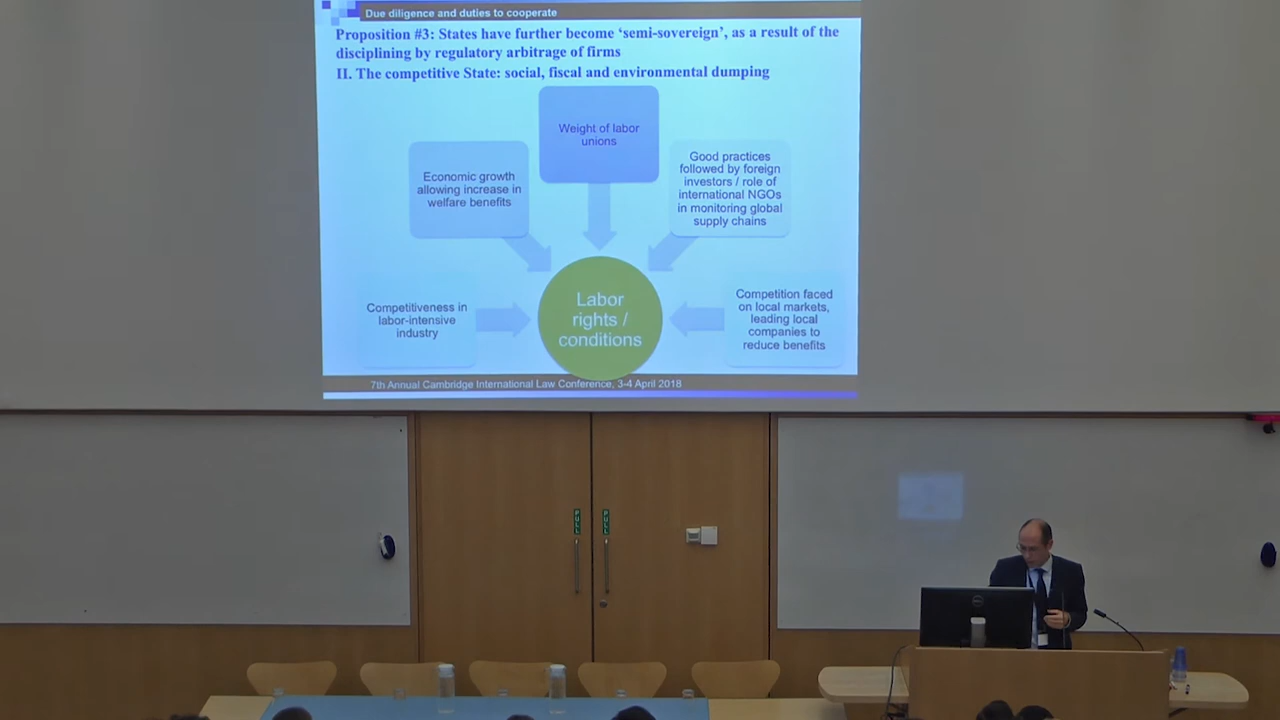 Due diligence and duties to cooperate
Proposition #3: States have further become ‘semi-sovereign’, as a result of the
disciplining by regulatory arbitrage of firms
II. The competitive State: social, fiscal and environmental dumping
Weight of labor
unions
Economic growth
allowing increase in
welfare benefits
Good practices
followed by foreign
investors / role of
international NGOs
in monitoring global
supply chains
Competitiveness in
labor-intensive
industry
Labor
rights /
conditions
Competition faced
on local markets,
leading local
companies to
reduce benefits
7th Annual Cambridge International Law Conference, 3-4 April 2018
PULL
PULL